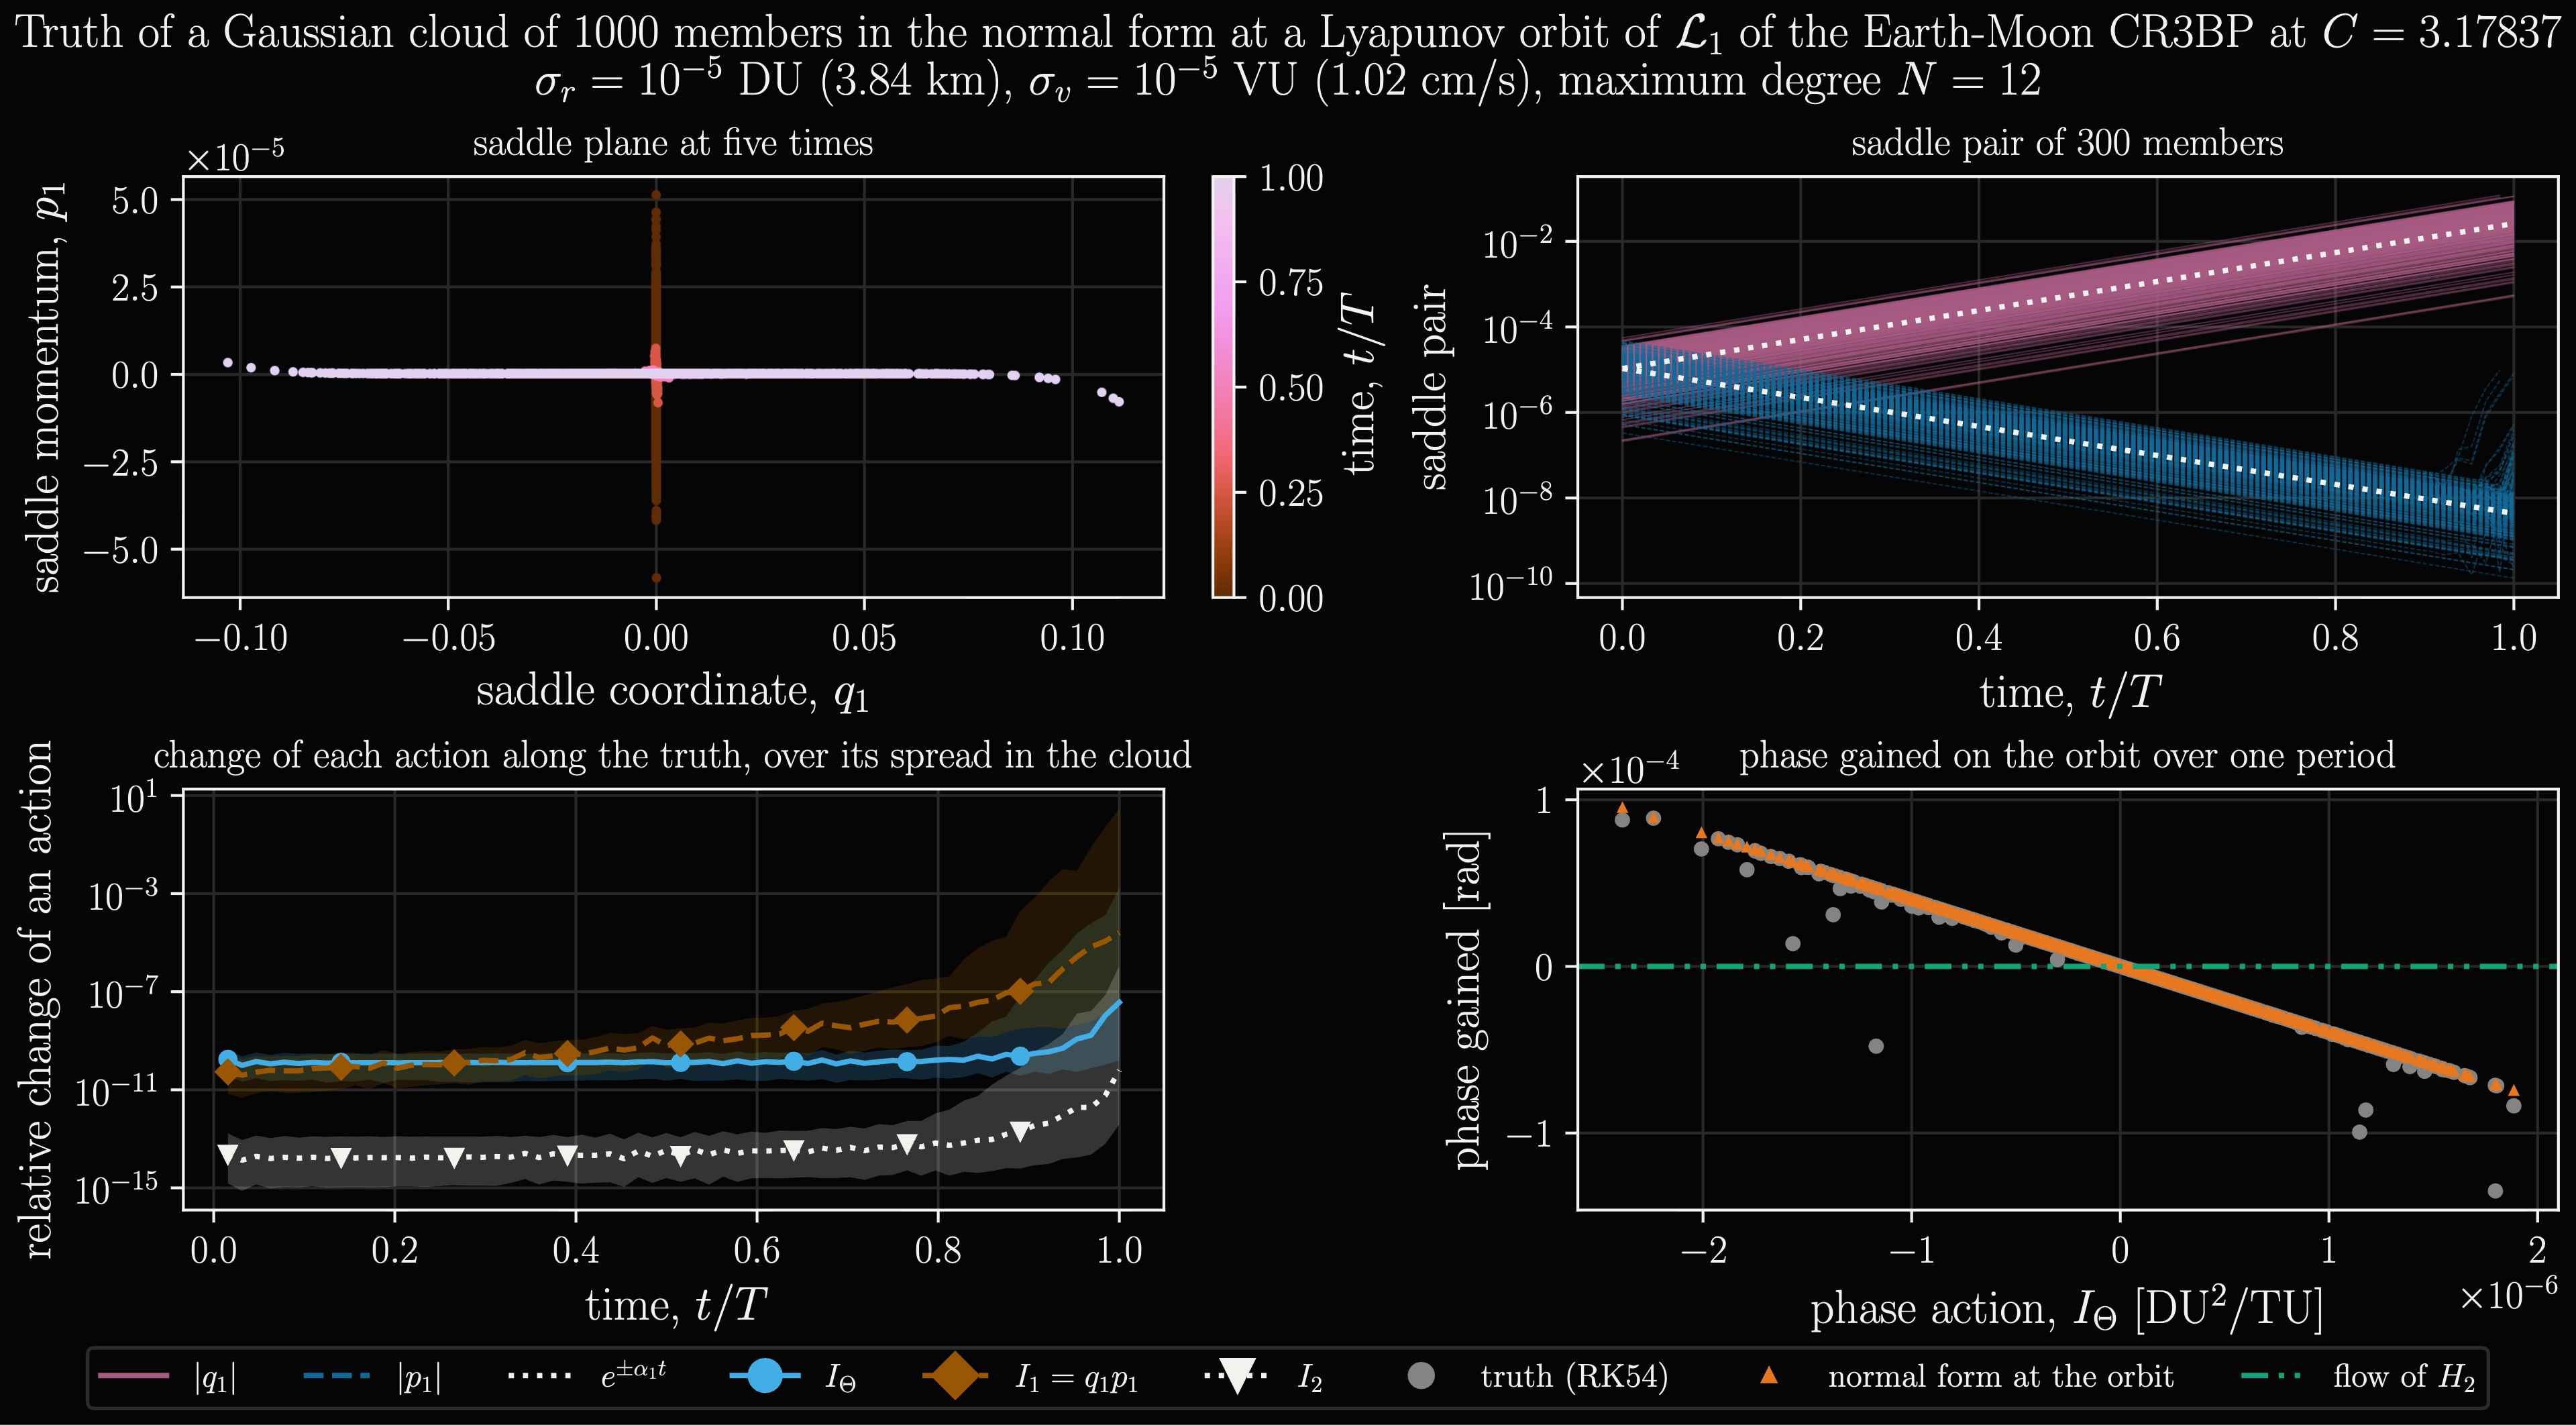 Truth of a Gaussian cloud of 1000 members in the normal form at a Lyapunov orbit of 𝓛₁ of the Earth-Moon CR3BP at C = 3.17837
σᵣ = 10⁻⁵ DU (3.84 km), σᵥ = 10⁻⁵ VU (1.02 cm/s), maximum degree N = 12
saddle plane at five times
×10⁻⁵
saddle momentum, p₁
5.0
2.5
0.0
−2.5
−5.0
−0.10
−0.05
0.00
0.05
0.10
saddle coordinate, q₁
1.00
0.75
0.50
0.25
0.00
time, t/T
saddle pair of 300 members
saddle pair
10⁻²
10⁻⁴
10⁻⁶
10⁻⁸
10⁻¹⁰
0.0
0.2
0.4
0.6
0.8
1.0
time, t/T
change of each action along the truth, over its spread in the cloud
relative change of an action
10¹
10⁻³
10⁻⁷
10⁻¹¹
10⁻¹⁵
0.0
0.2
0.4
0.6
0.8
1.0
time, t/T
phase gained on the orbit over one period
×10⁻⁴
phase gained [rad]
1
0
−1
−2
−1
0
1
2
×10⁻⁶
phase action, I_Θ [DU²/TU]
|q₁|
|p₁|
e^{±α₁t}
I_Θ
I₁ = q₁p₁
I₂
truth (RK54)
normal form at the orbit
flow of H₂